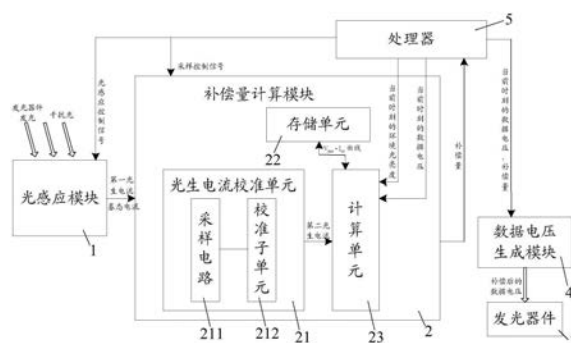 处理器
5
采样控制信号
光感应控制信号
发光器件发光
干扰光
补偿量计算模块
存储单元
22
当前时刻的环境光亮度
当前时刻的数据电压
补偿量
当前时刻的数据电压、补偿量
光感应模块
1
第一光生电流
基态电流
光生电流校准单元
采样电路
校准子单元
211
212
21
第二光生电流
计算单元
23
2
数据电压生成模块
4
补偿后的数据电压
发光器件